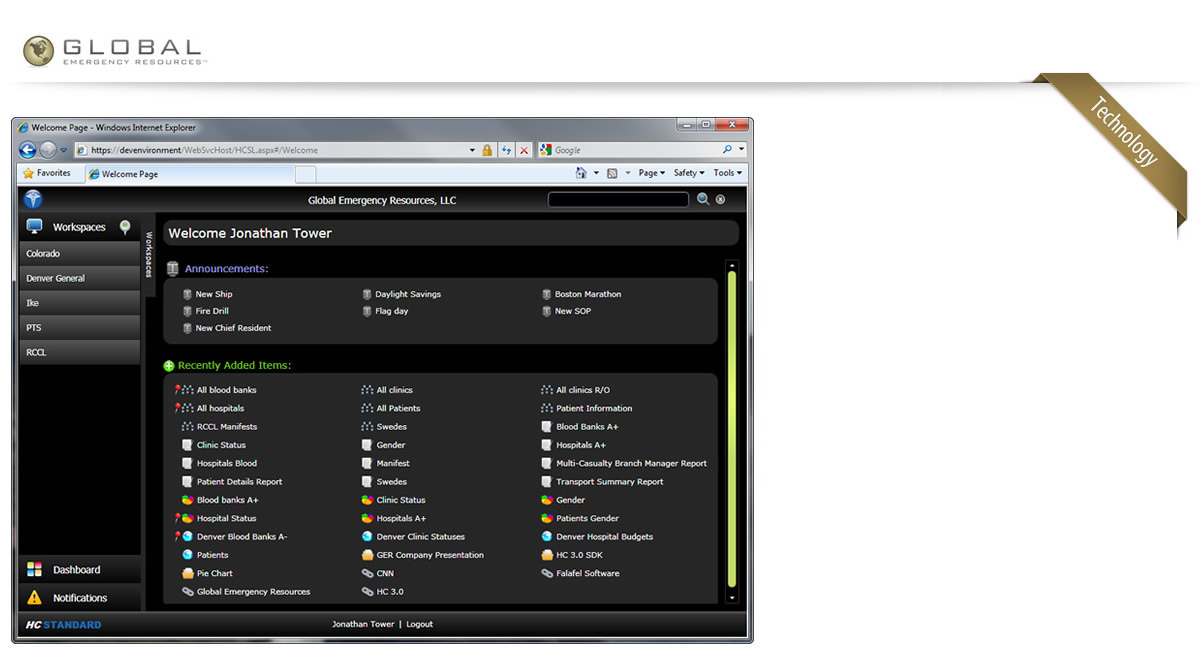 GLOBAL
EMERGENCY RESOURCES™
Technology
Welcome Page - Windows Internet Explorer
https://devenvironment/WebSvcHost/HCSL.aspx#/Welcome
Google
Favorites
Welcome Page
Page
Safety
Tools
Global Emergency Resources, LLC
Workspaces
Workspaces
Colorado
Denver General
Ike
PTS
RCCL
Welcome Jonathan Tower
Announcements:
New Ship
Daylight Savings
Boston Marathon
Fire Drill
Flag day
New SOP
New Chief Resident
Recently Added Items:
All blood banks
All clinics
All clinics R/O
All hospitals
All Patients
Patient Information
RCCL Manifests
Swedes
Blood Banks A+
Clinic Status
Gender
Hospitals A+
Hospitals Blood
Manifest
Multi-Casualty Branch Manager Report
Patient Details Report
Swedes
Transport Summary Report
Blood banks A+
Clinic Status
Gender
Hospital Status
Hospitals A+
Patients Gender
Denver Blood Banks A-
Denver Clinic Statuses
Denver Hospital Budgets
Patients
GER Company Presentation
HC 3.0 SDK
Pie Chart
CNN
Falafel Software
Global Emergency Resources
HC 3.0
Dashboard
Notifications
HC STANDARD
Jonathan Tower | Logout